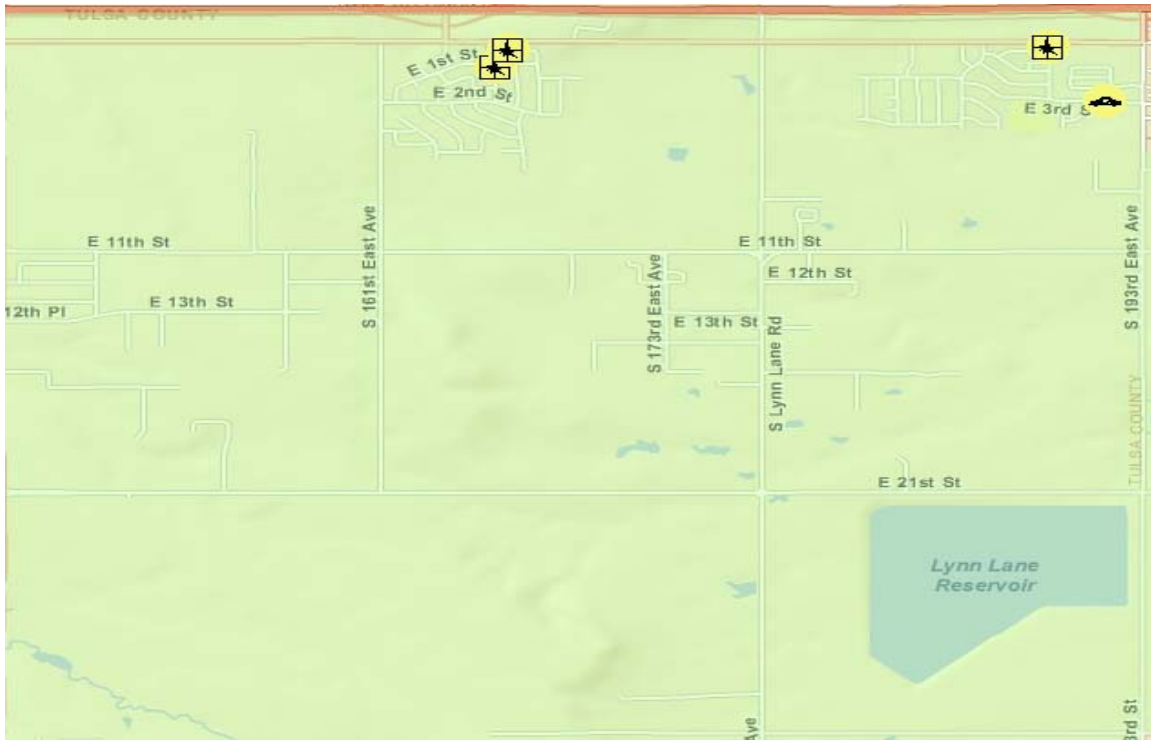 TULSA COUNTY
E 1st St
E 2nd St
E 3rd S
E 11th St
E 11th St
S 161st East Ave
S 173rd East Ave
S 193rd East Ave
E 12th St
12th Pl
E 13th St
E 13th St
S Lynn Lane Rd
TULSA COUNTY
E 21st St
Lynn Lane
Reservoir
Ave
3rd St